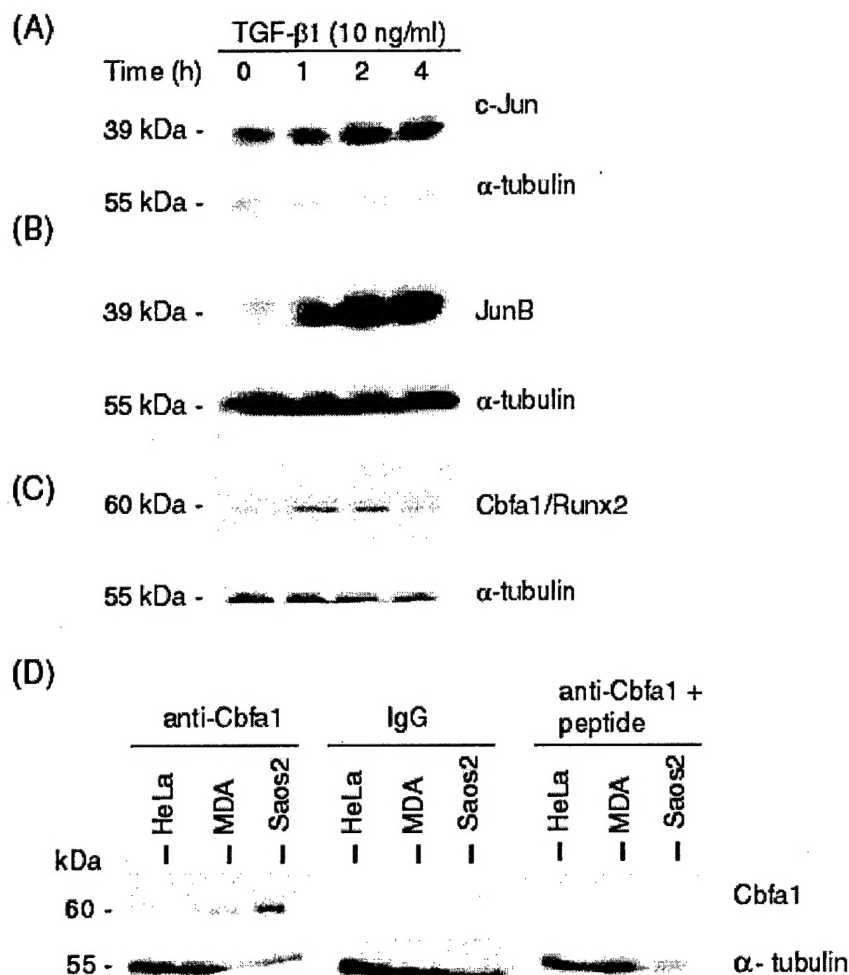 (A)
TGF-β1 (10 ng/ml)
Time (h) 0 1 2 4
c-Jun
39 kDa -
α-tubulin
55 kDa -
(B)
39 kDa - JunB
55 kDa - α-tubulin
(C)
60 kDa - Cbfa1/Runx2
55 kDa - α-tubulin
(D)
anti-Cbfa1 IgG anti-Cbfa1 +
peptide
HeLa MDA Saos2 HeLa MDA Saos2 HeLa MDA Saos2
kDa
60 - Cbfa1
55 - α- tubulin